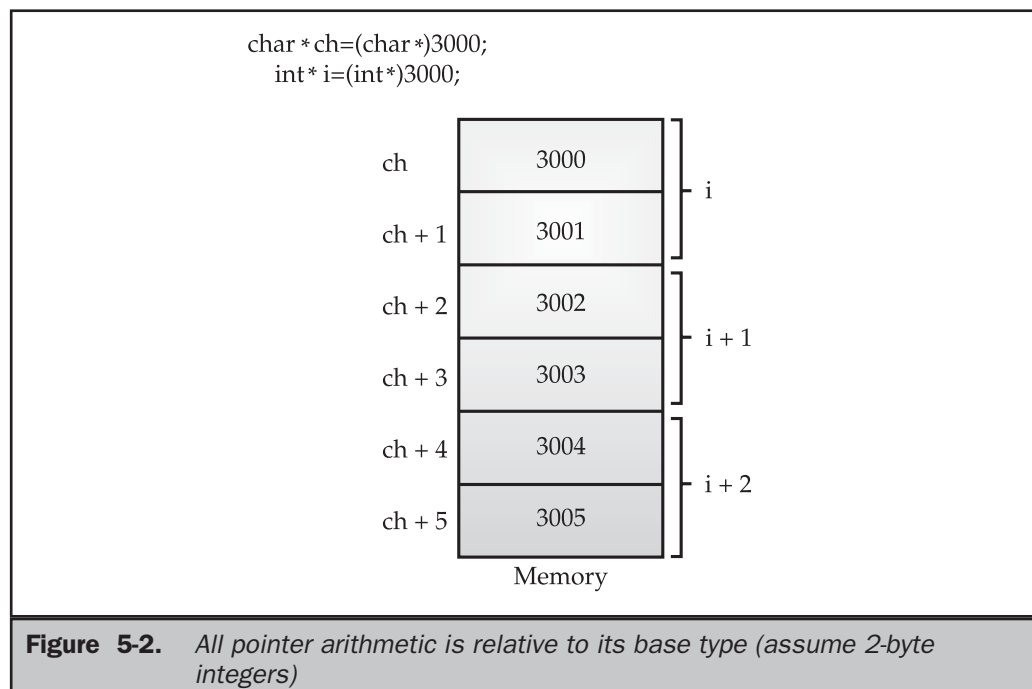 char * ch=(char*)3000;
int* i=(int*)3000;
ch 3000
i
ch + 1 3001
ch + 2 3002
i + 1
ch + 3 3003
ch + 4 3004
i + 2
ch + 5 3005
Memory
Figure 5-2. All pointer arithmetic is relative to its base type (assume 2-byte
integers)